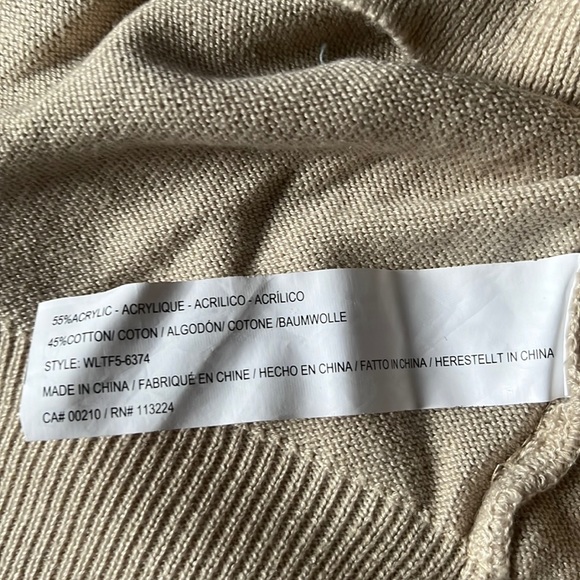 55%ACRYLIC - ACRYLIQUE - ACRILICO - ACRÍLICO
45%COTTON/ COTON / ALGODÓN/ COTONE /BAUMWOLLE
STYLE: WLTF5-6374
MADE IN CHINA / FABRIQUÉ EN CHINE / HECHO EN CHINA / FATTO IN CHINA / HERESTELLT IN CHINA
CA# 00210 / RN# 113224